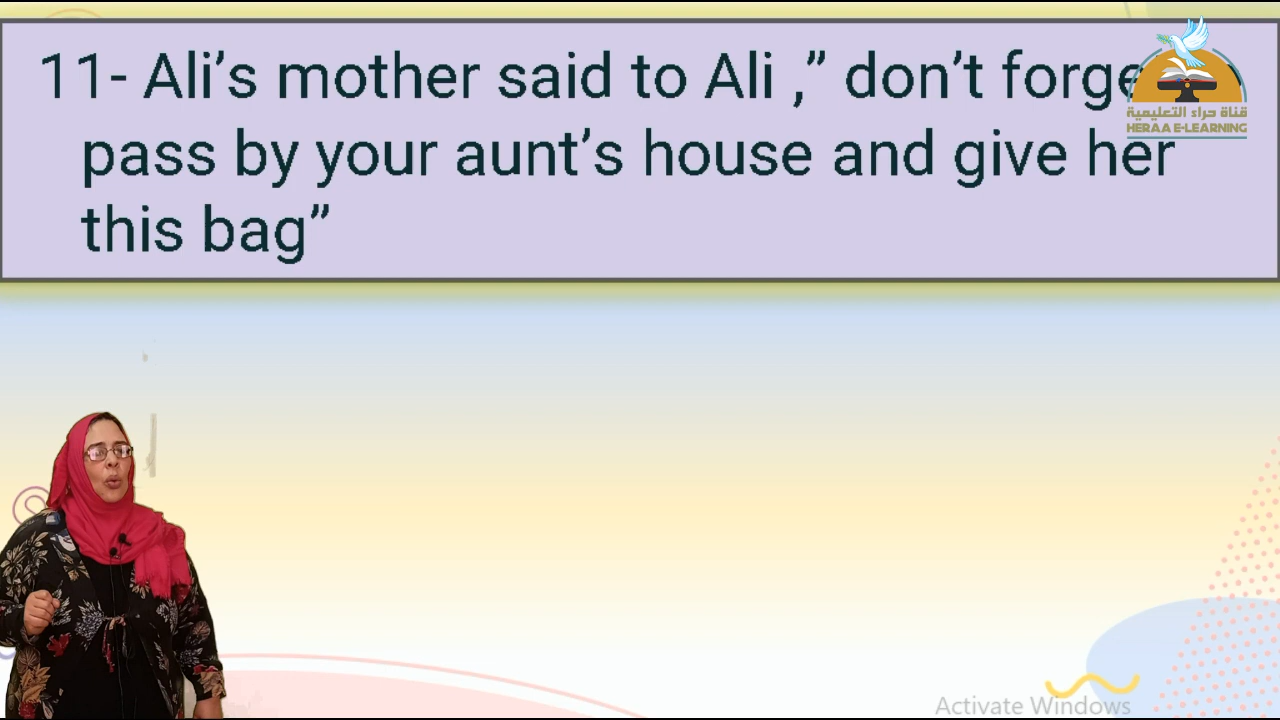 11- Ali’s mother said to Ali ,” don’t
pass by your aunt’s house and give her
this bag”
قناة حراء التعليمية
HERAA E-LEARNING
Activate Windows